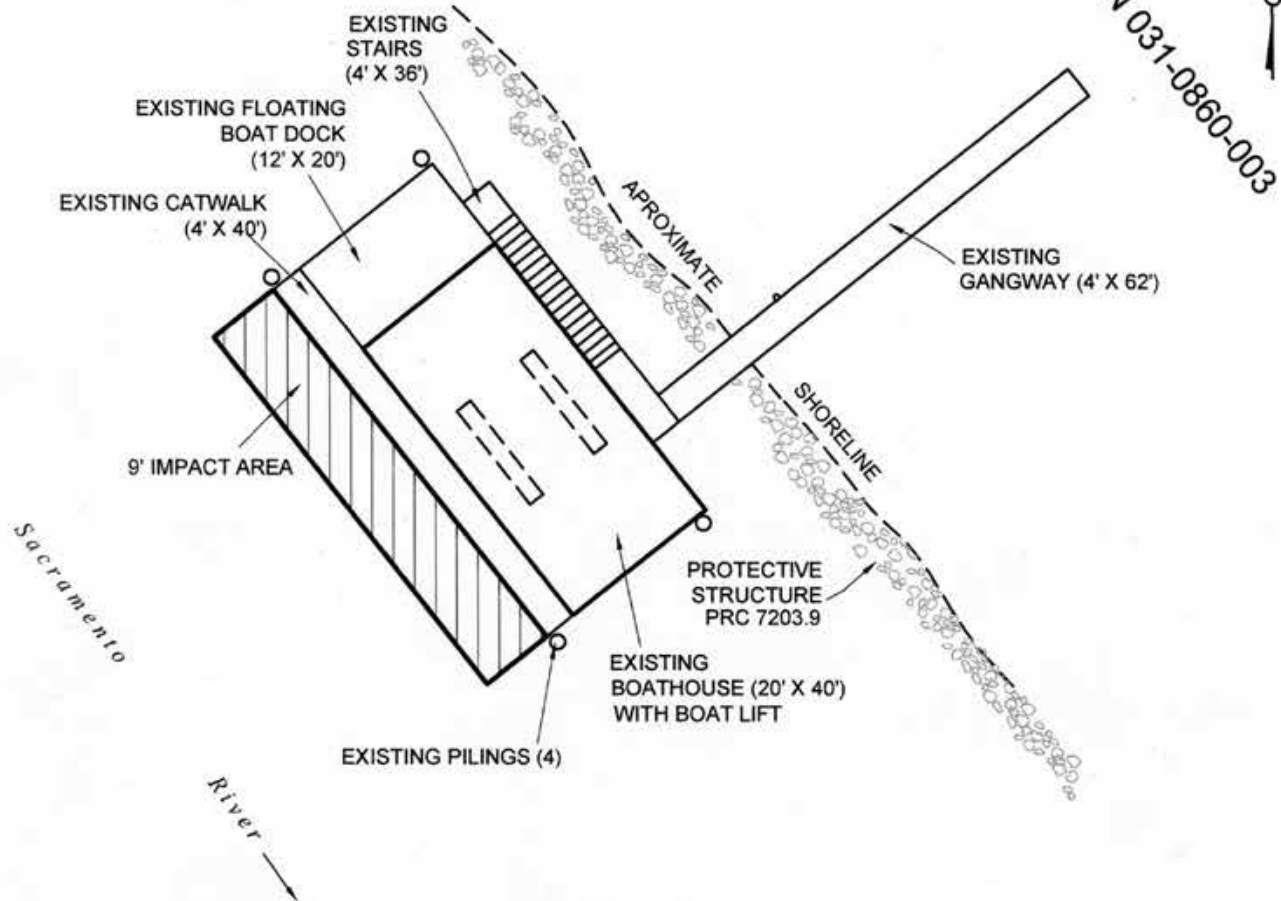 EXISTING
STAIRS
(4' X 36')
EXISTING FLOATING
BOAT DOCK
(12' X 20')
EXISTING CATWALK
(4' X 40')
9' IMPACT AREA
APROXIMATE
SHORELINE
031-0860-003
EXISTING
GANGWAY (4' X 62')
PROTECTIVE
STRUCTURE
PRC 7203.9
EXISTING
BOATHOUSE (20' X 40')
WITH BOAT LIFT
EXISTING PILINGS (4)
Sacramento
River